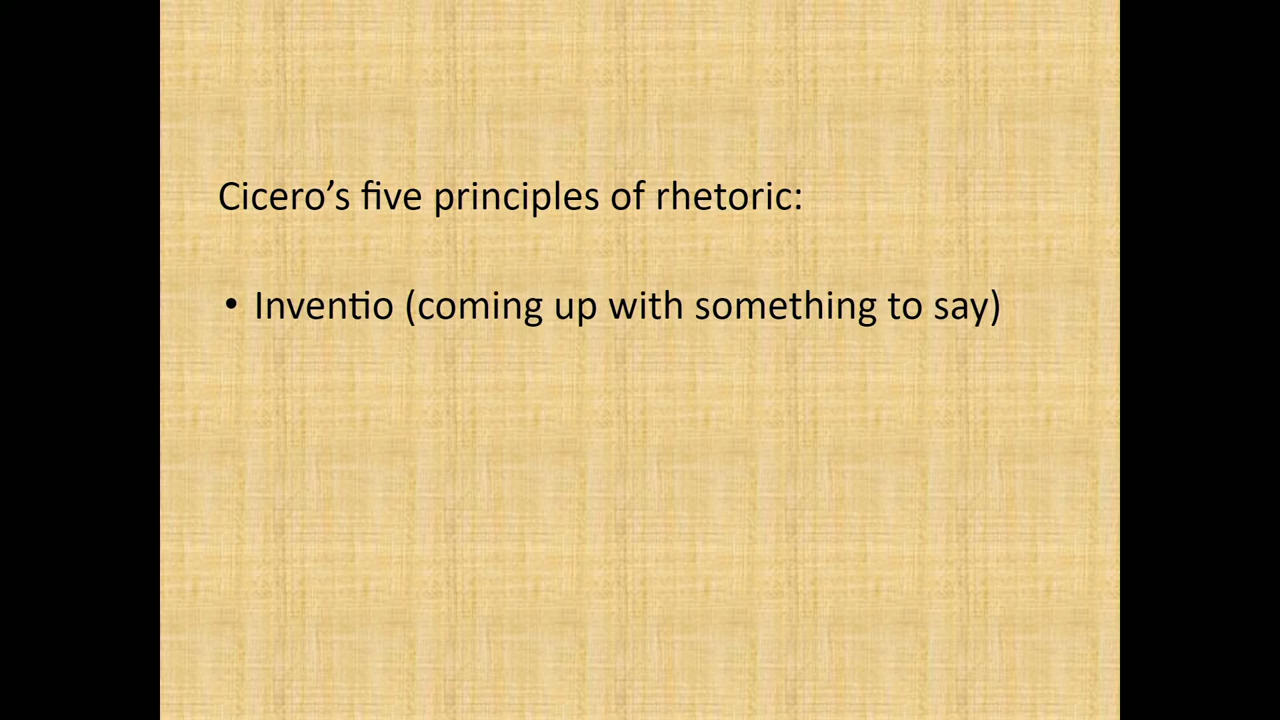 Cicero’s five principles of rhetoric:
• Inventio (coming up with something to say)